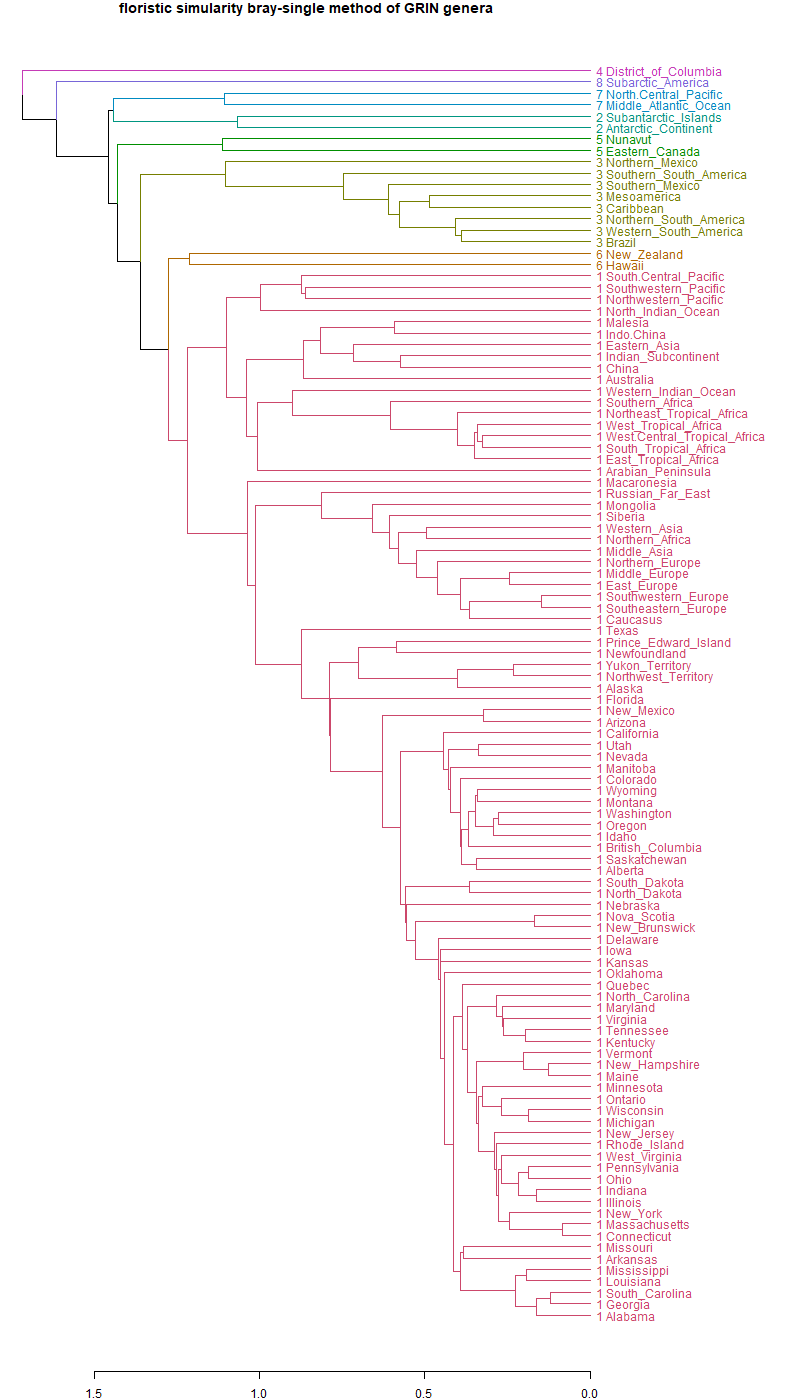 floristic simularity bray-single method of GRIN genera
4 District_of_Columbia
8 Subarctic_America
7 North.Central_Pacific
7 Middle_Atlantic_Ocean
2 Subantarctic_Islands
2 Antarctic_Continent
5 Nunavut
5 Eastern_Canada
3 Northern_Mexico
3 Southern_South_America
3 Southern_Mexico
3 Mesoamerica
3 Caribbean
3 Northern_South_America
3 Western_South_America
3 Brazil
6 New_Zealand
6 Hawaii
1 South.Central_Pacific
1 Southwestern_Pacific
1 Northwestern_Pacific
1 North_Indian_Ocean
1 Malesia
1 Indo.China
1 Eastern_Asia
1 Indian_Subcontinent
1 China
1 Australia
1 Western_Indian_Ocean
1 Southern_Africa
1 Northeast_Tropical_Africa
1 West_Tropical_Africa
1 West.Central_Tropical_Africa
1 South_Tropical_Africa
1 East_Tropical_Africa
1 Arabian_Peninsula
1 Macaronesia
1 Russian_Far_East
1 Mongolia
1 Siberia
1 Western_Asia
1 Northern_Africa
1 Middle_Asia
1 Northern_Europe
1 Middle_Europe
1 East_Europe
1 Southwestern_Europe
1 Southeastern_Europe
1 Caucasus
1 Texas
1 Prince_Edward_Island
1 Newfoundland
1 Yukon_Territory
1 Northwest_Territory
1 Alaska
1 Florida
1 New_Mexico
1 Arizona
1 California
1 Utah
1 Nevada
1 Manitoba
1 Colorado
1 Wyoming
1 Montana
1 Washington
1 Oregon
1 Idaho
1 British_Columbia
1 Saskatchewan
1 Alberta
1 South_Dakota
1 North_Dakota
1 Nebraska
1 Nova_Scotia
1 New_Brunswick
1 Delaware
1 Iowa
1 Kansas
1 Oklahoma
1 Quebec
1 North_Carolina
1 Maryland
1 Virginia
1 Tennessee
1 Kentucky
1 Vermont
1 New_Hampshire
1 Maine
1 Minnesota
1 Ontario
1 Wisconsin
1 Michigan
1 New_Jersey
1 Rhode_Island
1 West_Virginia
1 Pennsylvania
1 Ohio
1 Indiana
1 Illinois
1 New_York
1 Massachusetts
1 Connecticut
1 Missouri
1 Arkansas
1 Mississippi
1 Louisiana
1 South_Carolina
1 Georgia
1 Alabama
1.5 1.0 0.5 0.0